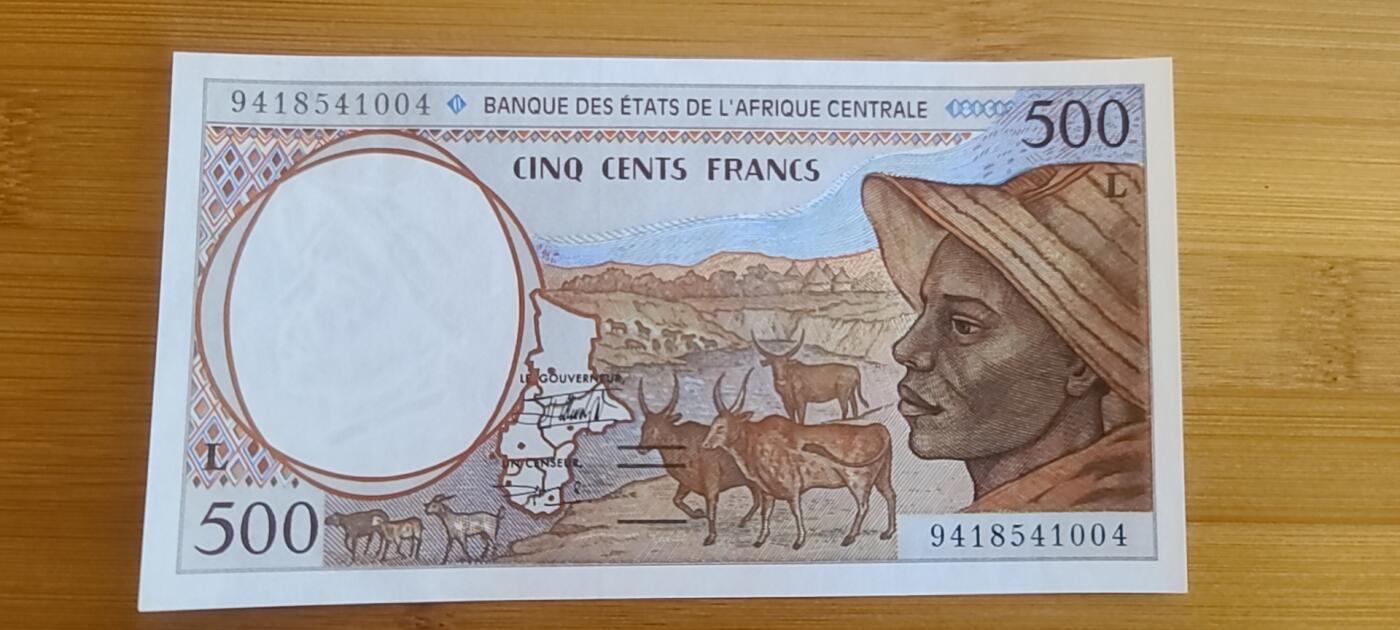 9418541004 BANQUE DES ÉTATS DE L'AFRIQUE CENTRALE 500
CINQ CENTS FRANCS
L
LE GOUVERNEUR,
L
UN CENSEUR,
500
9418541004